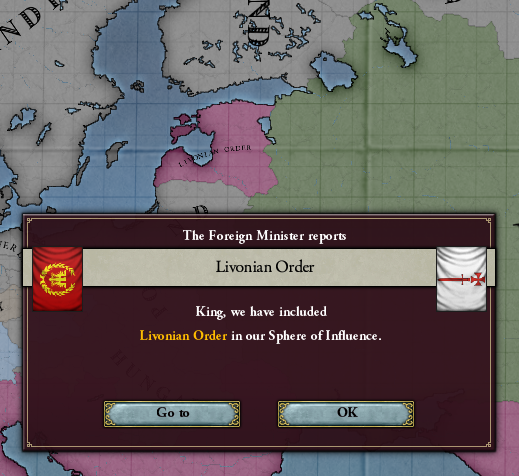 LIVONIAN ORDER
The Foreign Minister reports
Livonian Order
King, we have included
Livonian Order in our Sphere of Influence.
Go to
OK